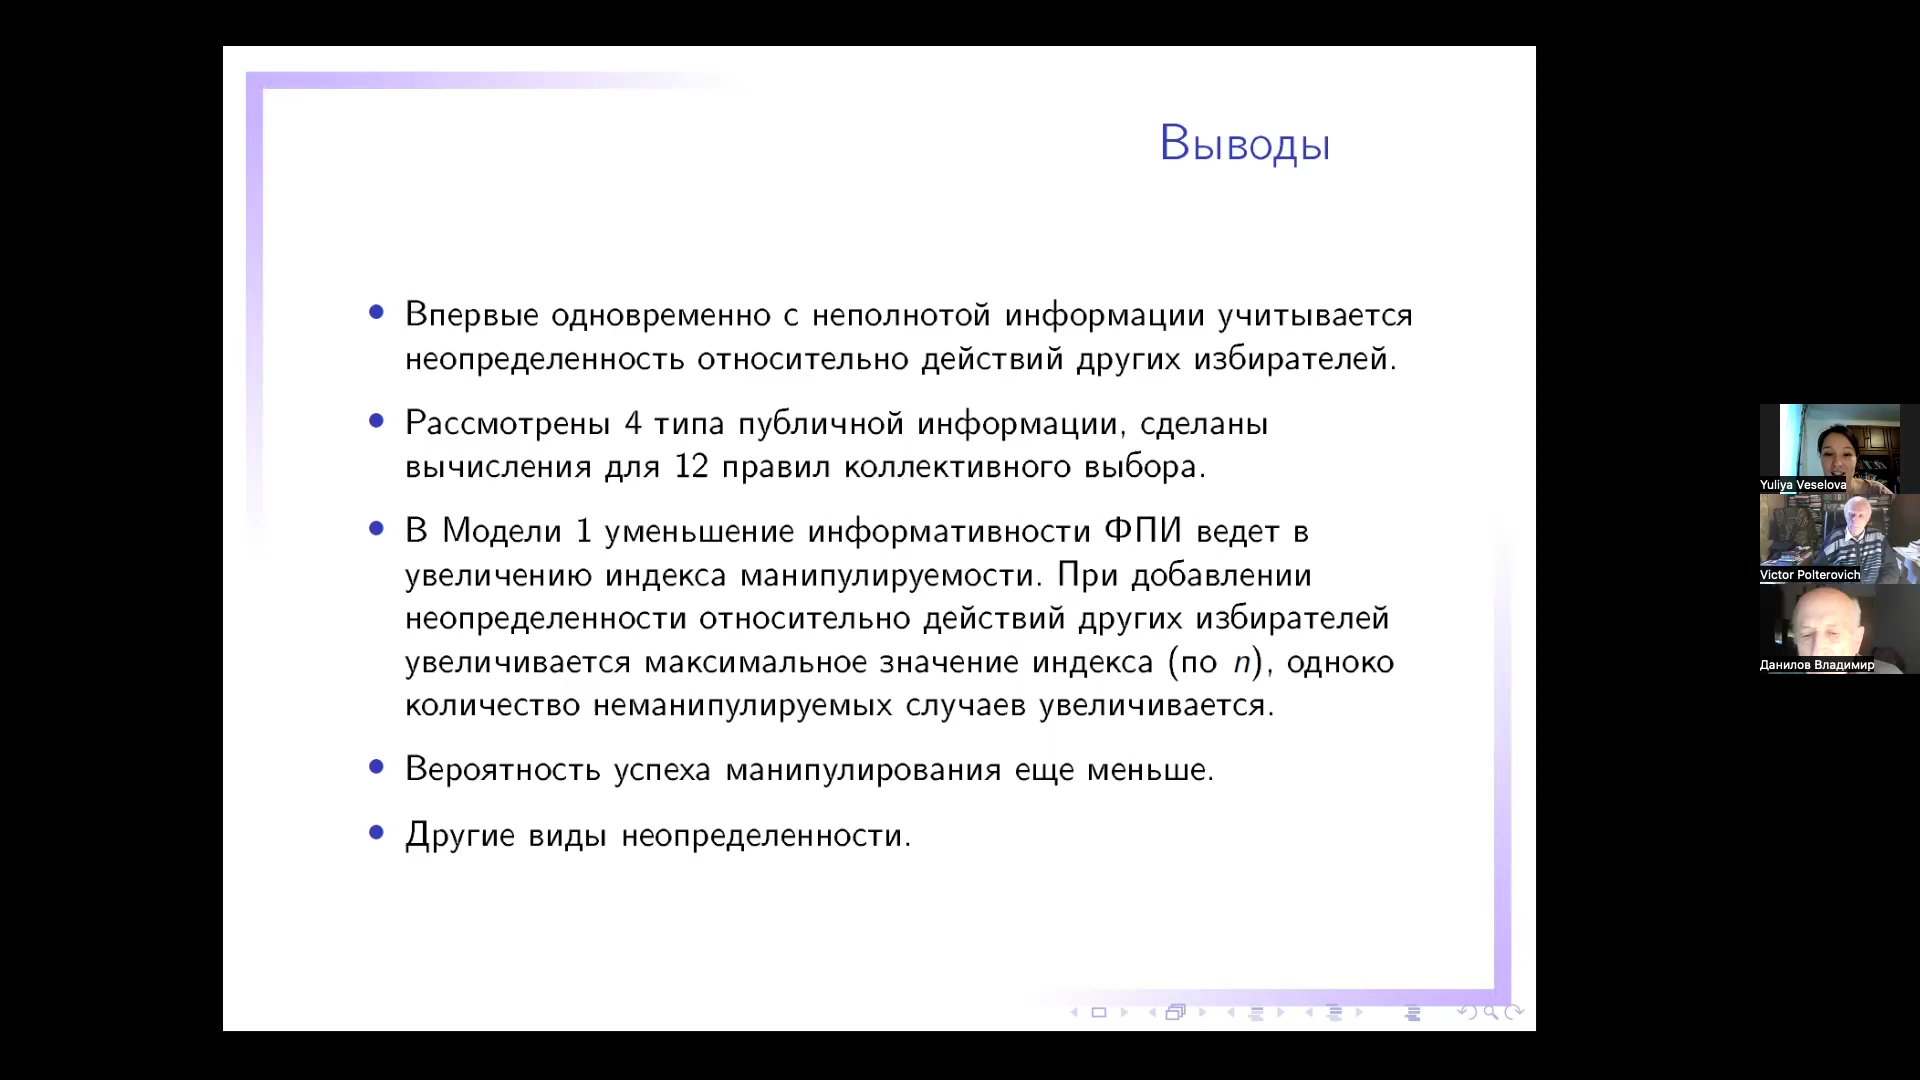 Выводы
Впервые одновременно с неполнотой информации учитывается
неопределенность относительно действий других избирателей.
Рассмотрены 4 типа публичной информации, сделаны
вычисления для 12 правил коллективного выбора.
В Модели 1 уменьшение информативности ФПИ ведет в
увеличению индекса манипулируемости. При добавлении
неопределенности относительно действий других избирателей
увеличивается максимальное значение индекса (по n), одноко
количество неманипулируемых случаев увеличивается.
Вероятность успеха манипулирования еще меньше.
Другие виды неопределенности.
Yuliya Veselova
Victor Polterovich
Данилов Владимир